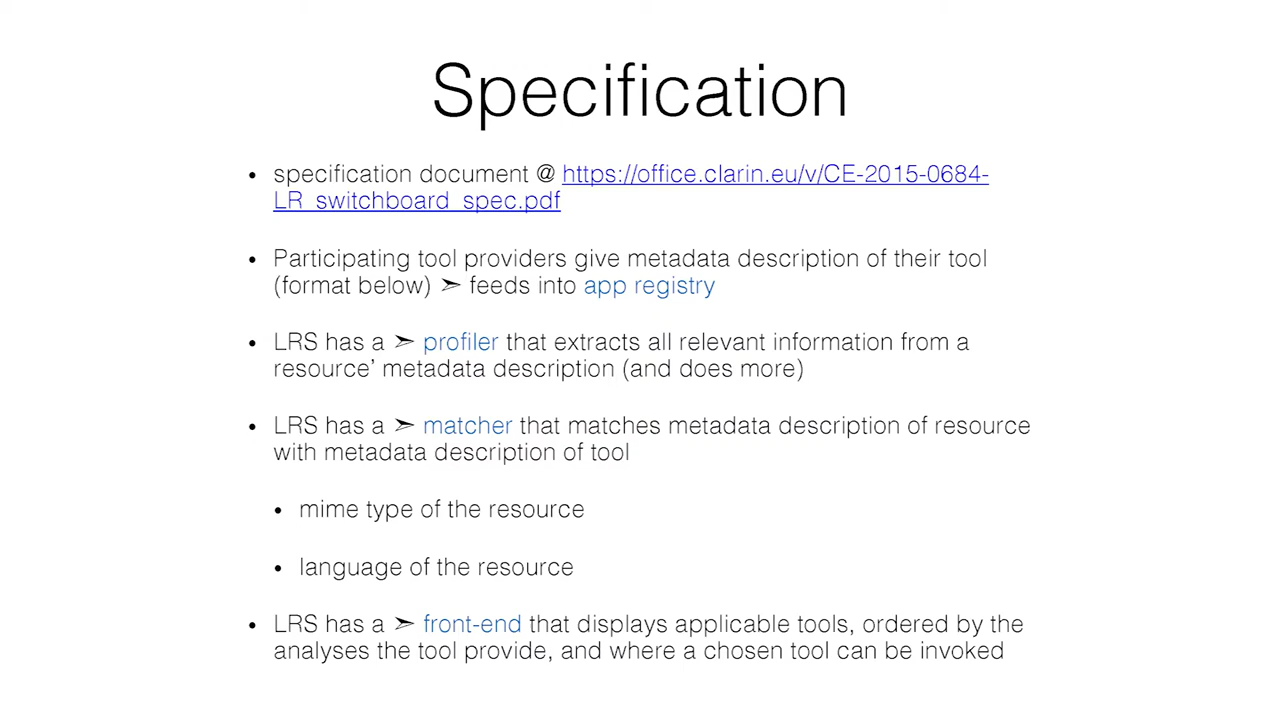 Specification
• specification document @ https://office.clarin.eu/v/CE-2015-0684-
LR_switchboard_spec.pdf
• Participating tool providers give metadata description of their tool
(format below) ➣ feeds into app registry
• LRS has a ➣ profiler that extracts all relevant information from a
resource’ metadata description (and does more)
• LRS has a ➣ matcher that matches metadata description of resource
with metadata description of tool
• mime type of the resource
• language of the resource
• LRS has a ➣ front-end that displays applicable tools, ordered by the
analyses the tool provide, and where a chosen tool can be invoked